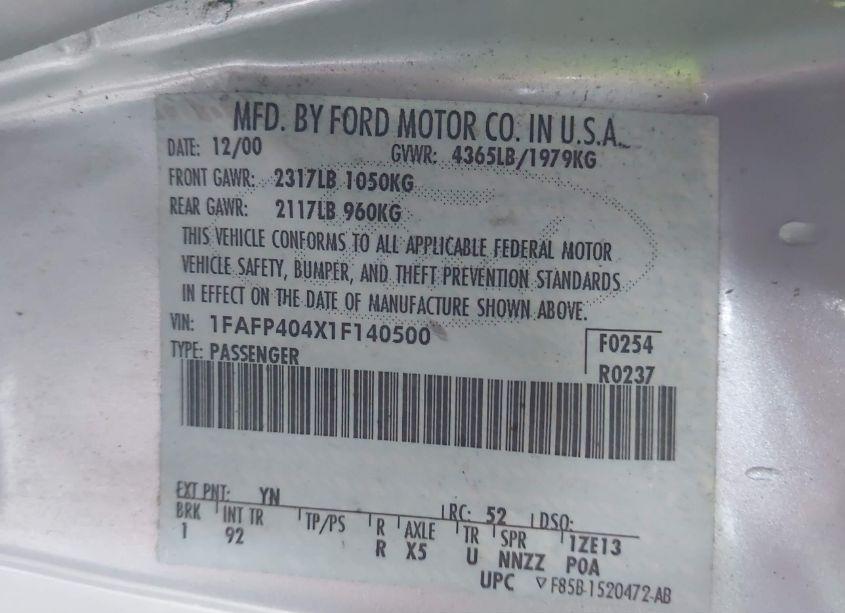 MFD. BY FORD MOTOR CO. IN U.S.A.
DATE: 12/00 GVWR: 4365LB/1979KG
FRONT GAWR: 2317LB 1050KG
REAR GAWR: 2117LB 960KG
THIS VEHICLE CONFORMS TO ALL APPLICABLE FEDERAL MOTOR
VEHICLE SAFETY, BUMPER, AND THEFT PREVENTION STANDARDS
IN EFFECT ON THE DATE OF MANUFACTURE SHOWN ABOVE.
VIN: 1FAFP404X1F140500
F0254
TYPE: PASSENGER
R0237
EXT PNT: YN RC: 52 DSO:
BRK INT TR TP/PS R AXLE TR SPR 1ZE13
1 92 R X5 U NNZZ POA
UPC ▽F85B-1520472-AB